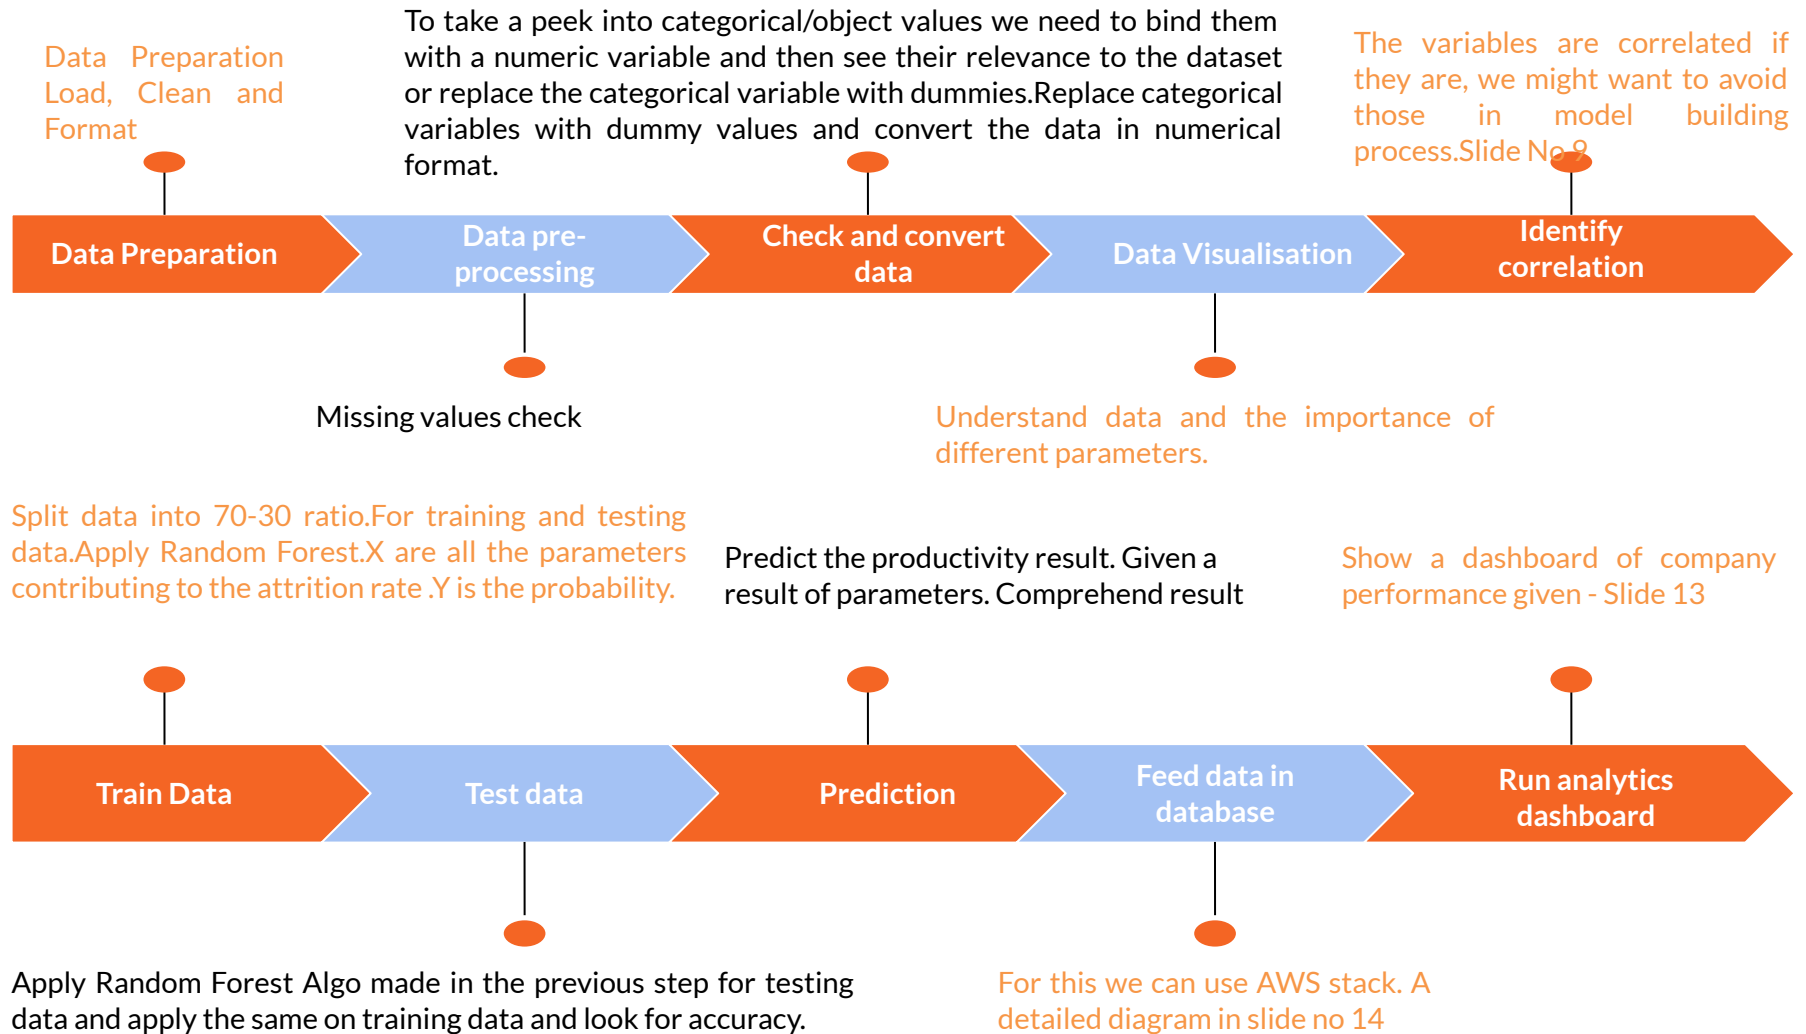 Data Preparation
Load, Clean and
Format
To take a peek into categorical/object values we need to bind them
with a numeric variable and then see their relevance to the dataset
or replace the categorical variable with dummies.Replace categorical
variables with dummy values and convert the data in numerical
format.
The variables are correlated if
they are, we might want to avoid
those in model building
process.Slide No 9
Data Preparation
Data pre-
processing
Check and convert
data
Data Visualisation
Identify
correlation
Missing values check
Understand data and the importance of
different parameters.
Split data into 70-30 ratio.For training and testing
data.Apply Random Forest.X are all the parameters
contributing to the attrition rate .Y is the probability.
Predict the productivity result. Given a
result of parameters. Comprehend result
Show a dashboard of company
performance given - Slide 13
Train Data
Test data
Prediction
Feed data in
database
Run analytics
dashboard
Apply Random Forest Algo made in the previous step for testing
data and apply the same on training data and look for accuracy.
For this we can use AWS stack. A
detailed diagram in slide no 14